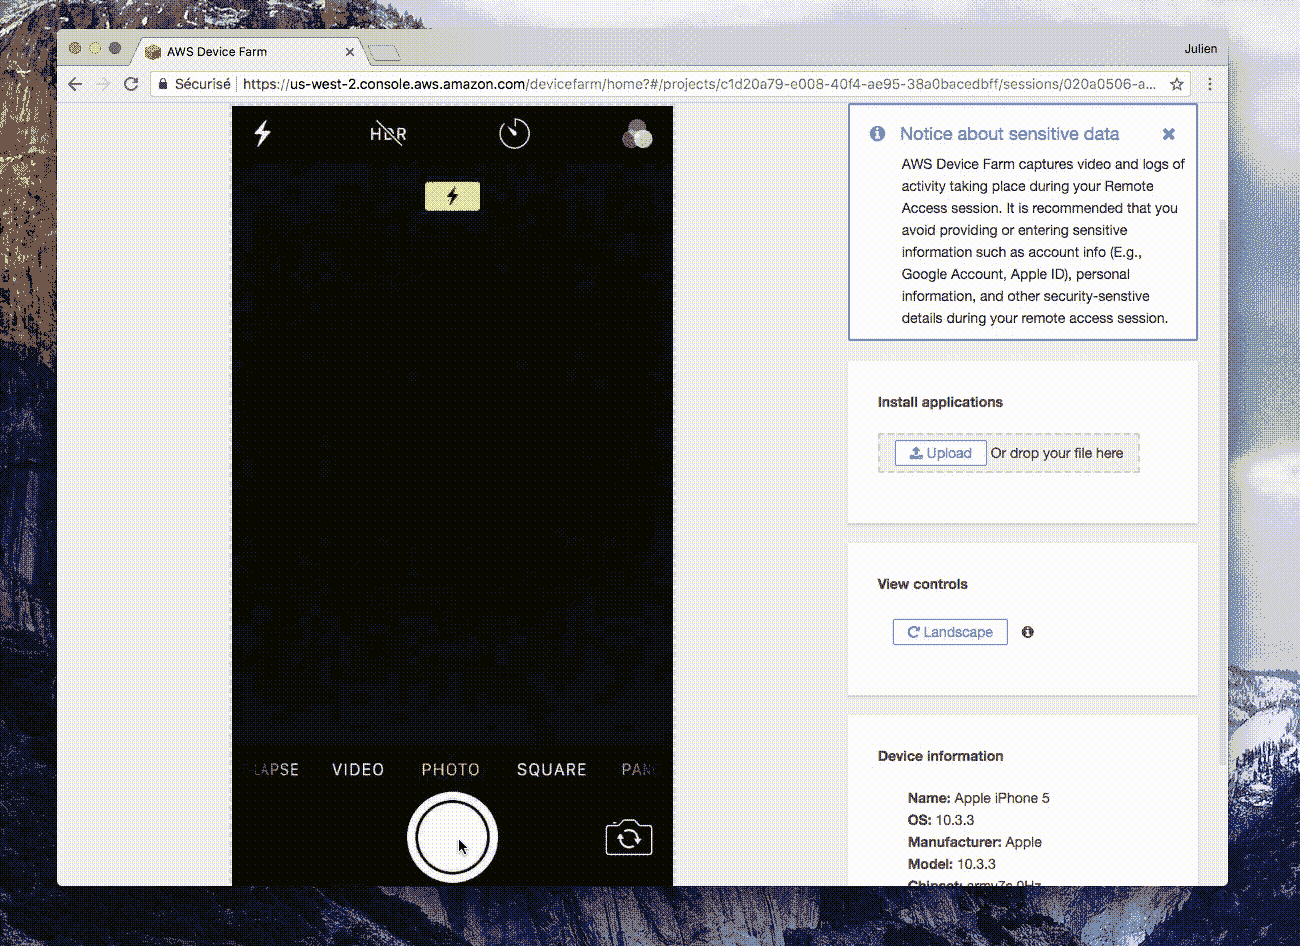 AWS Device Farm
Julien
Sécurisé
https://us-west-2.console.aws.amazon.com/devicefarm/home?#/projects/c1d20a79-e008-40f4-ae95-38a0bacedbff/sessions/020a0506-a...
HDR
LAPSE VIDEO PHOTO SQUARE PAN
Notice about sensitive data
AWS Device Farm captures video and logs of
activity taking place during your Remote
Access session. It is recommended that you
avoid providing or entering sensitive
information such as account info (E.g.,
Google Account, Apple ID), personal
information, and other security-senstive
details during your remote access session.
Install applications
Upload Or drop your file here
View controls
Landscape
Device information
Name: Apple iPhone 5
OS: 10.3.3
Manufacturer: Apple
Model: 10.3.3
Chipset: armv7s 0Hz